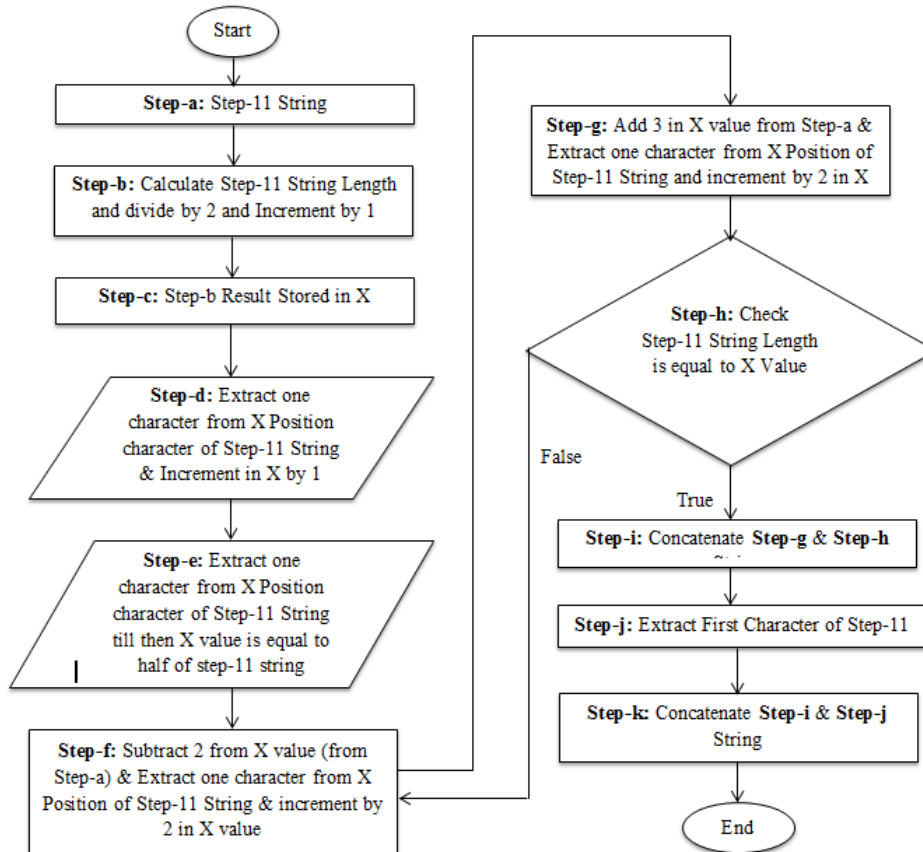 Start
Step-a: Step-11 String
Step-b: Calculate Step-11 String Length
and divide by 2 and Increment by 1
Step-c: Step-b Result Stored in X
Step-d: Extract one
character from X Position
character of Step-11 String
& Increment in X by 1
Step-e: Extract one
character from X Position
character of Step-11 String
till then X value is equal to
half of step-11 string
Step-f: Subtract 2 from X value (from
Step-a) & Extract one character from X
Position of Step-11 String & increment by
2 in X value
Step-g: Add 3 in X value from Step-a &
Extract one character from X Position of
Step-11 String and increment by 2 in X
Step-h: Check
Step-11 String Length
is equal to X Value
False
True
Step-i: Concatenate Step-g & Step-h
Step-j: Extract First Character of Step-11
Step-k: Concatenate Step-i & Step-j
String
End